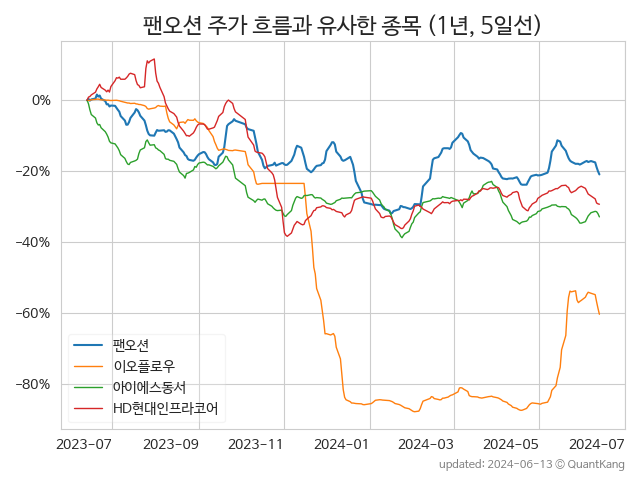 팬오션 주가 흐름과 유사한 종목 (1년, 5일선)
0%
−20%
−40%
−60%
−80%
팬오션
이오플로우
아이에스동서
HD현대인프라코어
2023-07 2023-09 2023-11 2024-01 2024-03 2024-05 2024-07
updated: 2024-06-13 © QuantKang